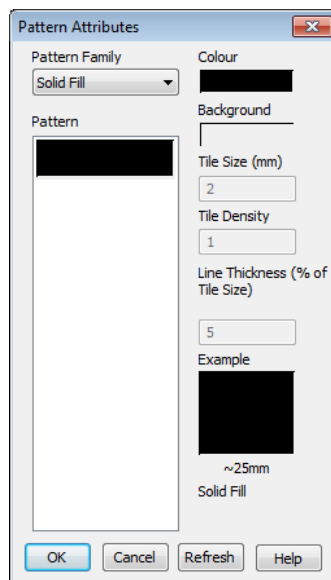 Pattern Attributes
Pattern Family
Solid Fill
Pattern
Colour
Background
Tile Size (mm)
2
Tile Density
1
Line Thickness (% of
Tile Size)
5
Example
~25mm
Solid Fill
OK Cancel Refresh Help